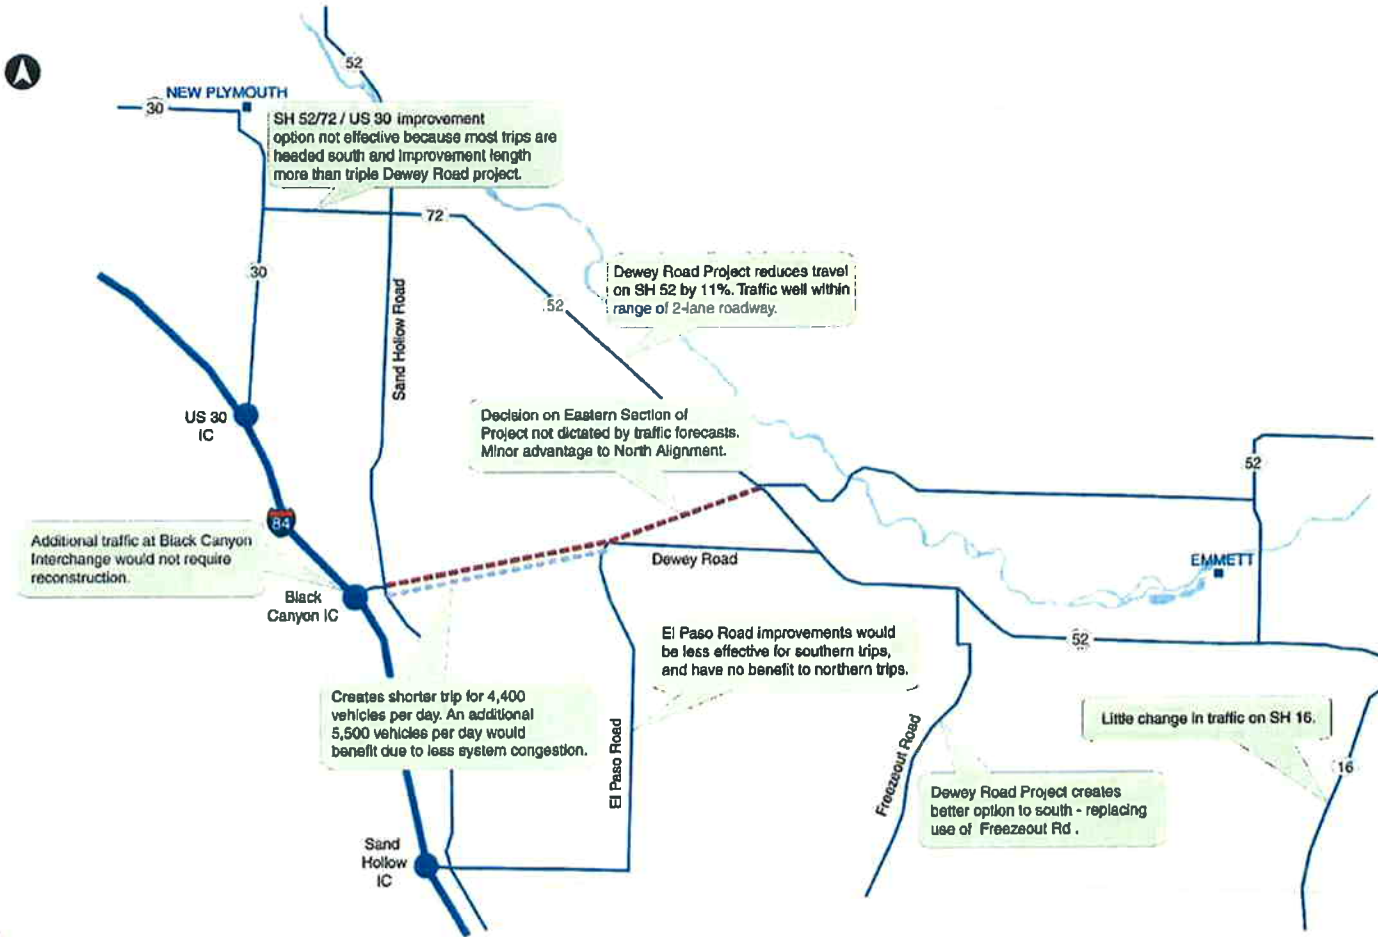 52
NEW PLYMOUTH
30
SH 52/72 / US 30 improvement
option not effective because most trips are
headed south and improvement length
more than triple Dewey Road project.
72
30
Sand Hollow Road
52
Dewey Road Project reduces travel
on SH 52 by 11%. Traffic well within
range of 2-lane roadway.
US 30
IC
Decision on Eastern Section of
Project not dictated by traffic forecasts.
Minor advantage to North Alignment.
52
84
Additional traffic at Black Canyon
Interchange would not require
reconstruction.
Dewey Road
EMMETT
Black
Canyon IC
El Paso Road improvements would
be less effective for southern trips,
and have no benefit to northern trips.
52
Creates shorter trip for 4,400
vehicles per day. An additional
5,500 vehicles per day would
benefit due to less system congestion.
El Paso Road
Freezeout Road
Little change in traffic on SH 16.
16
Dewey Road Project creates
better option to south - replacing
use of Freezeout Rd .
Sand
Hollow
IC